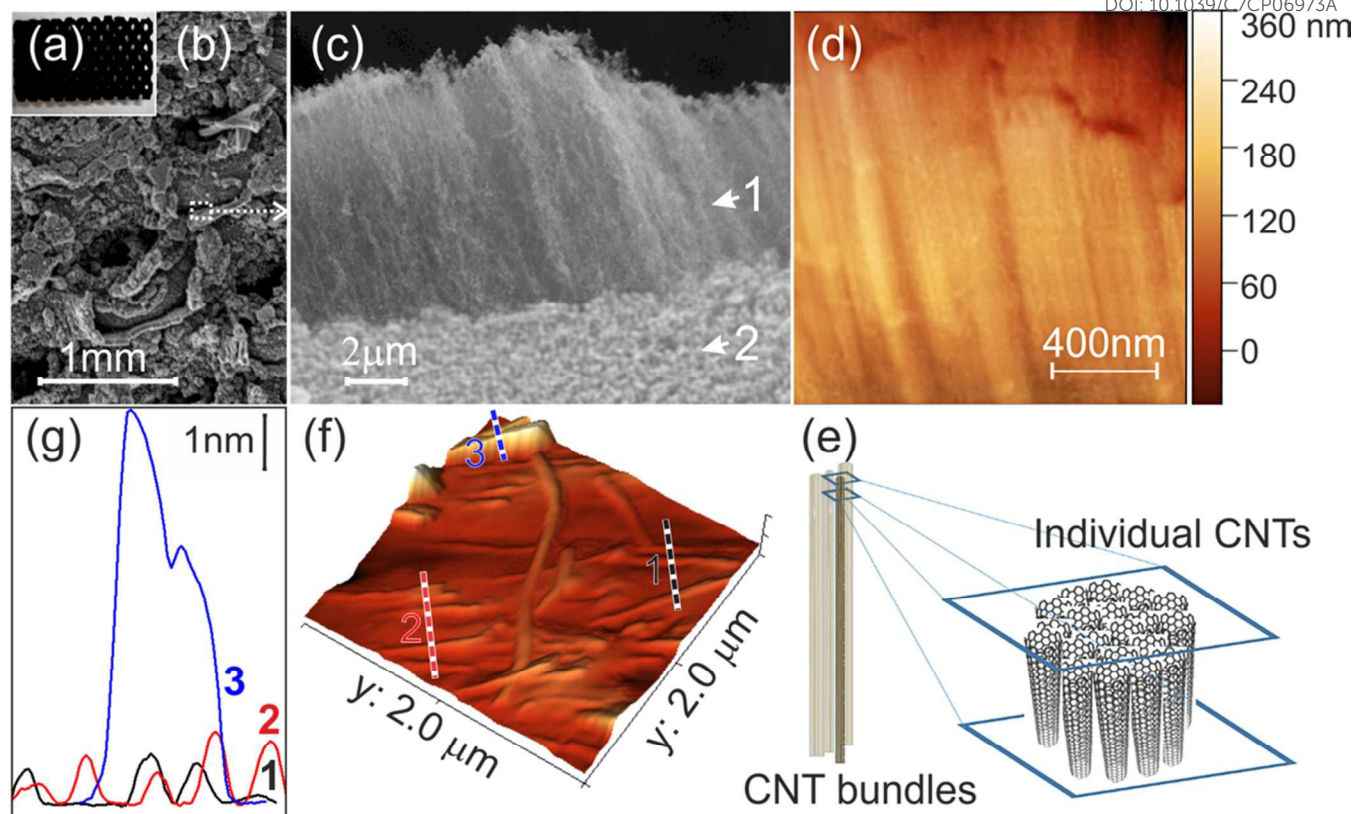 DOI: 10.1039/C7CP06973A
(a)
(b)
1mm
(c)
1
2
2μm
(d)
400nm
360 nm
240
180
120
60
0
(g)
1nm
3
2
1
(f)
3
1
2
y: 2.0 μm
y: 2.0 μm
(e)
Individual CNTs
CNT bundles